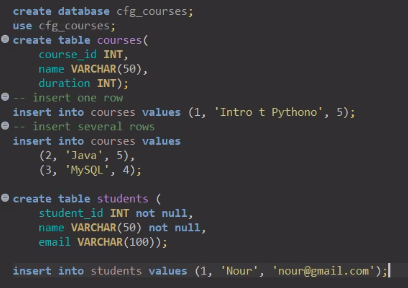 create database cfg_courses;
use cfg_courses;
create table courses(
course_id INT,
name VARCHAR(50),
duration INT);
-- insert one row
insert into courses values (1, 'Intro t Pythono', 5);
-- insert several rows
insert into courses values
(2, 'Java', 5),
(3, 'MySQL', 4);
create table students (
student_id INT not null,
name VARCHAR(50) not null,
email VARCHAR(100));
insert into students values (1, 'Nour', 'nour@gmail.com');